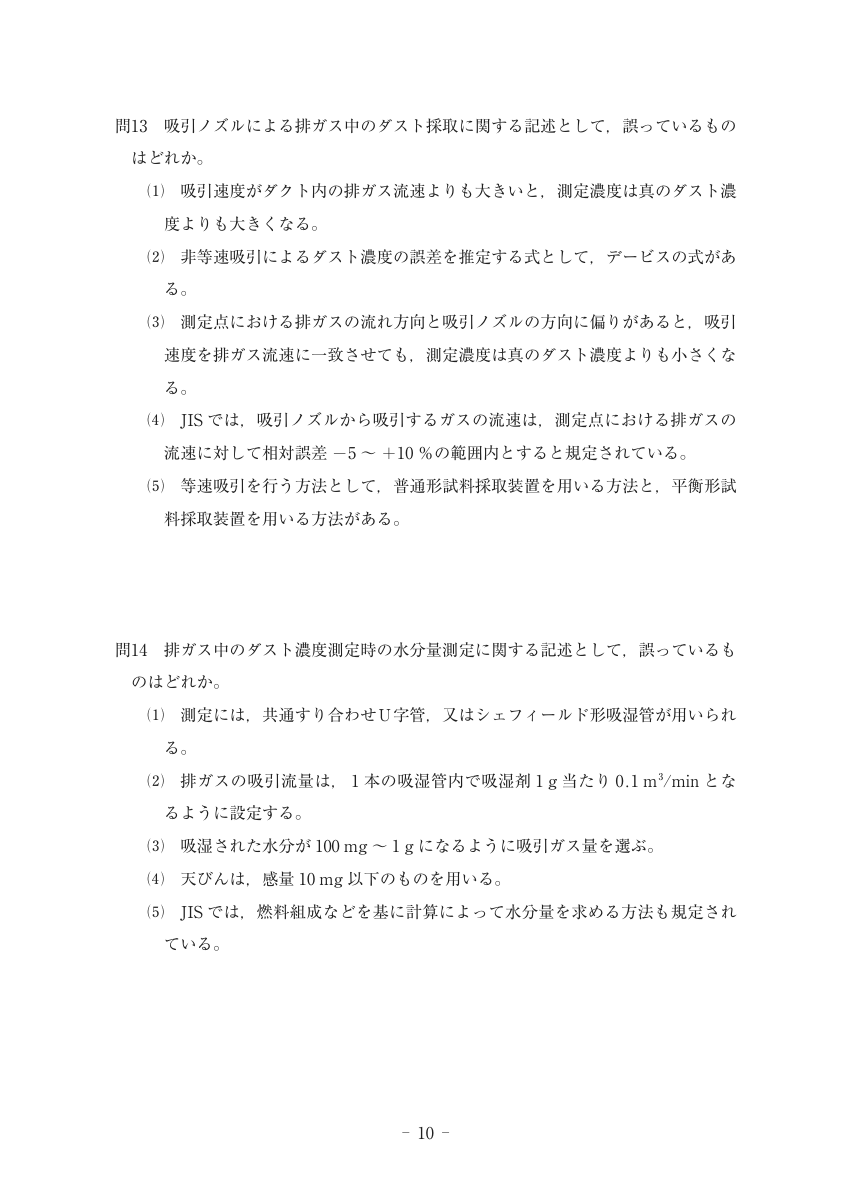 問13　吸引ノズルによる排ガス中のダスト採取に関する記述として，誤っているもの
はどれか。
⑴　吸引速度がダクト内の排ガス流速よりも大きいと，測定濃度は真のダスト濃
度よりも大きくなる。
⑵　非等速吸引によるダスト濃度の誤差を推定する式として，デービスの式があ
る。
⑶　測定点における排ガスの流れ方向と吸引ノズルの方向に偏りがあると，吸引
速度を排ガス流速に一致させても，測定濃度は真のダスト濃度よりも小さくな
る。
⑷　JIS では，吸引ノズルから吸引するガスの流速は，測定点における排ガスの
流速に対して相対誤差 −5 ～ ＋10 ％の範囲内とすると規定されている。
⑸　等速吸引を行う方法として，普通形試料採取装置を用いる方法と，平衡形試
料採取装置を用いる方法がある。
問14　排ガス中のダスト濃度測定時の水分量測定に関する記述として，誤っているも
のはどれか。
⑴　測定には，共通すり合わせU字管，又はシェフィールド形吸湿管が用いられ
る。
⑵　排ガスの吸引流量は，1 本の吸湿管内で吸湿剤 1 g 当たり 0.1 m³/min とな
るように設定する。
⑶　吸湿された水分が 100 mg ～ 1 g になるように吸引ガス量を選ぶ。
⑷　天びんは，感量 10 mg 以下のものを用いる。
⑸　JIS では，燃料組成などを基に計算によって水分量を求める方法も規定され
ている。
- 10 -